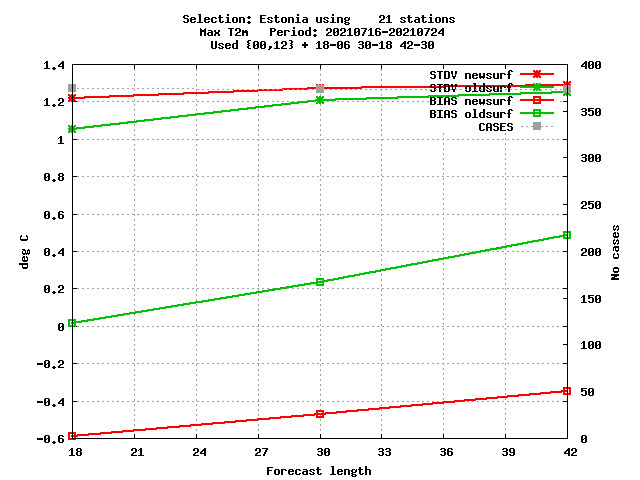 Selection: Estonia using    21 stations
Max T2m   Period: 20210716-20210724
Used {00,12} + 18-06 30-18 42-30
1.4
1.2
1
0.8
0.6
0.4
0.2
0
-0.2
-0.4
-0.6
deg C
STDV newsurf
STDV oldsurf
BIAS newsurf
BIAS oldsurf
CASES
400
350
300
250
200
150
100
50
0
No cases
18 21 24 27 30 33 36 39 42
Forecast length